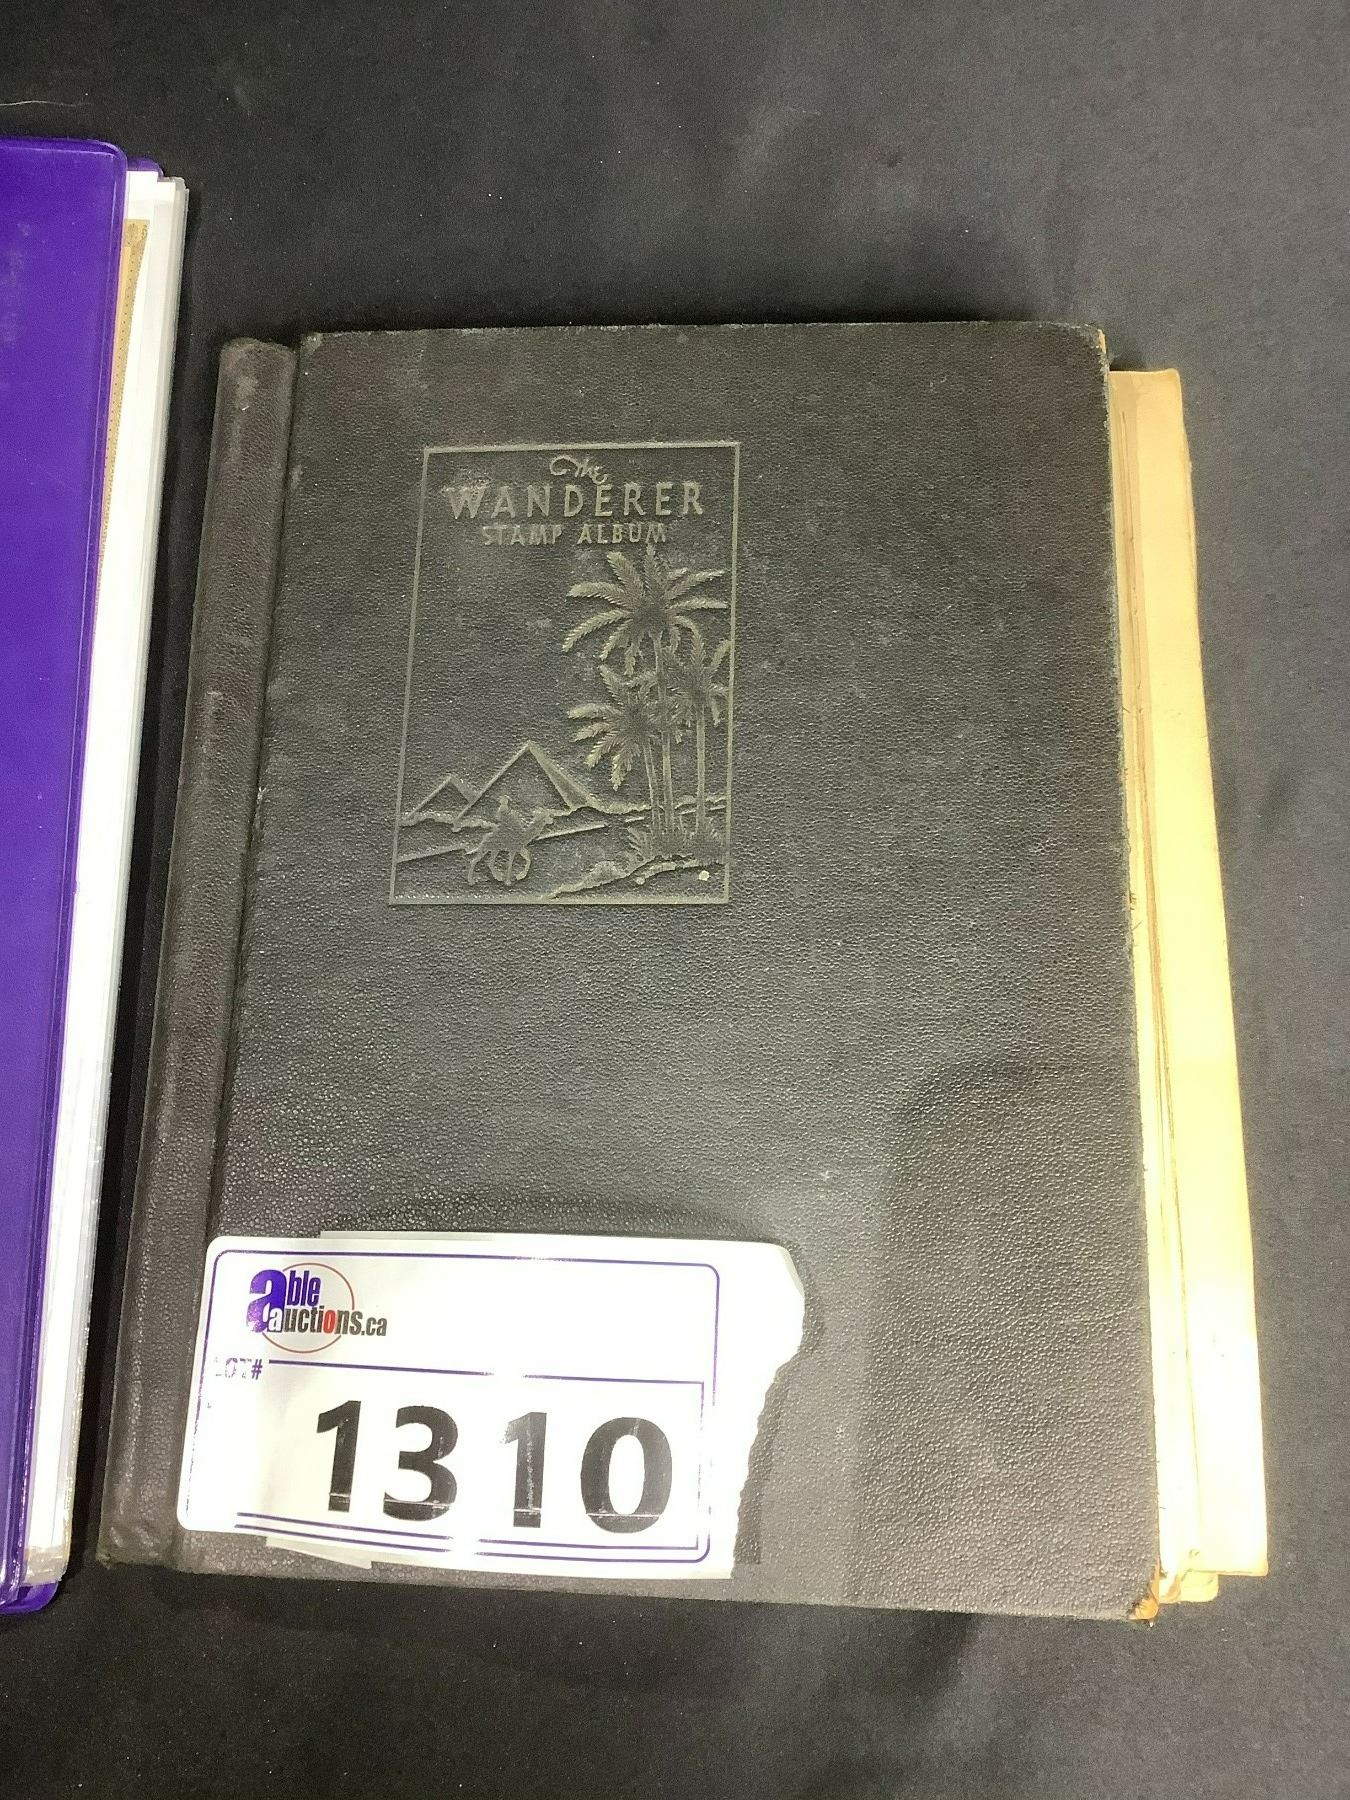 The
WANDERER
STAMP ALBUM
able
auctions.ca
LOT#
1310